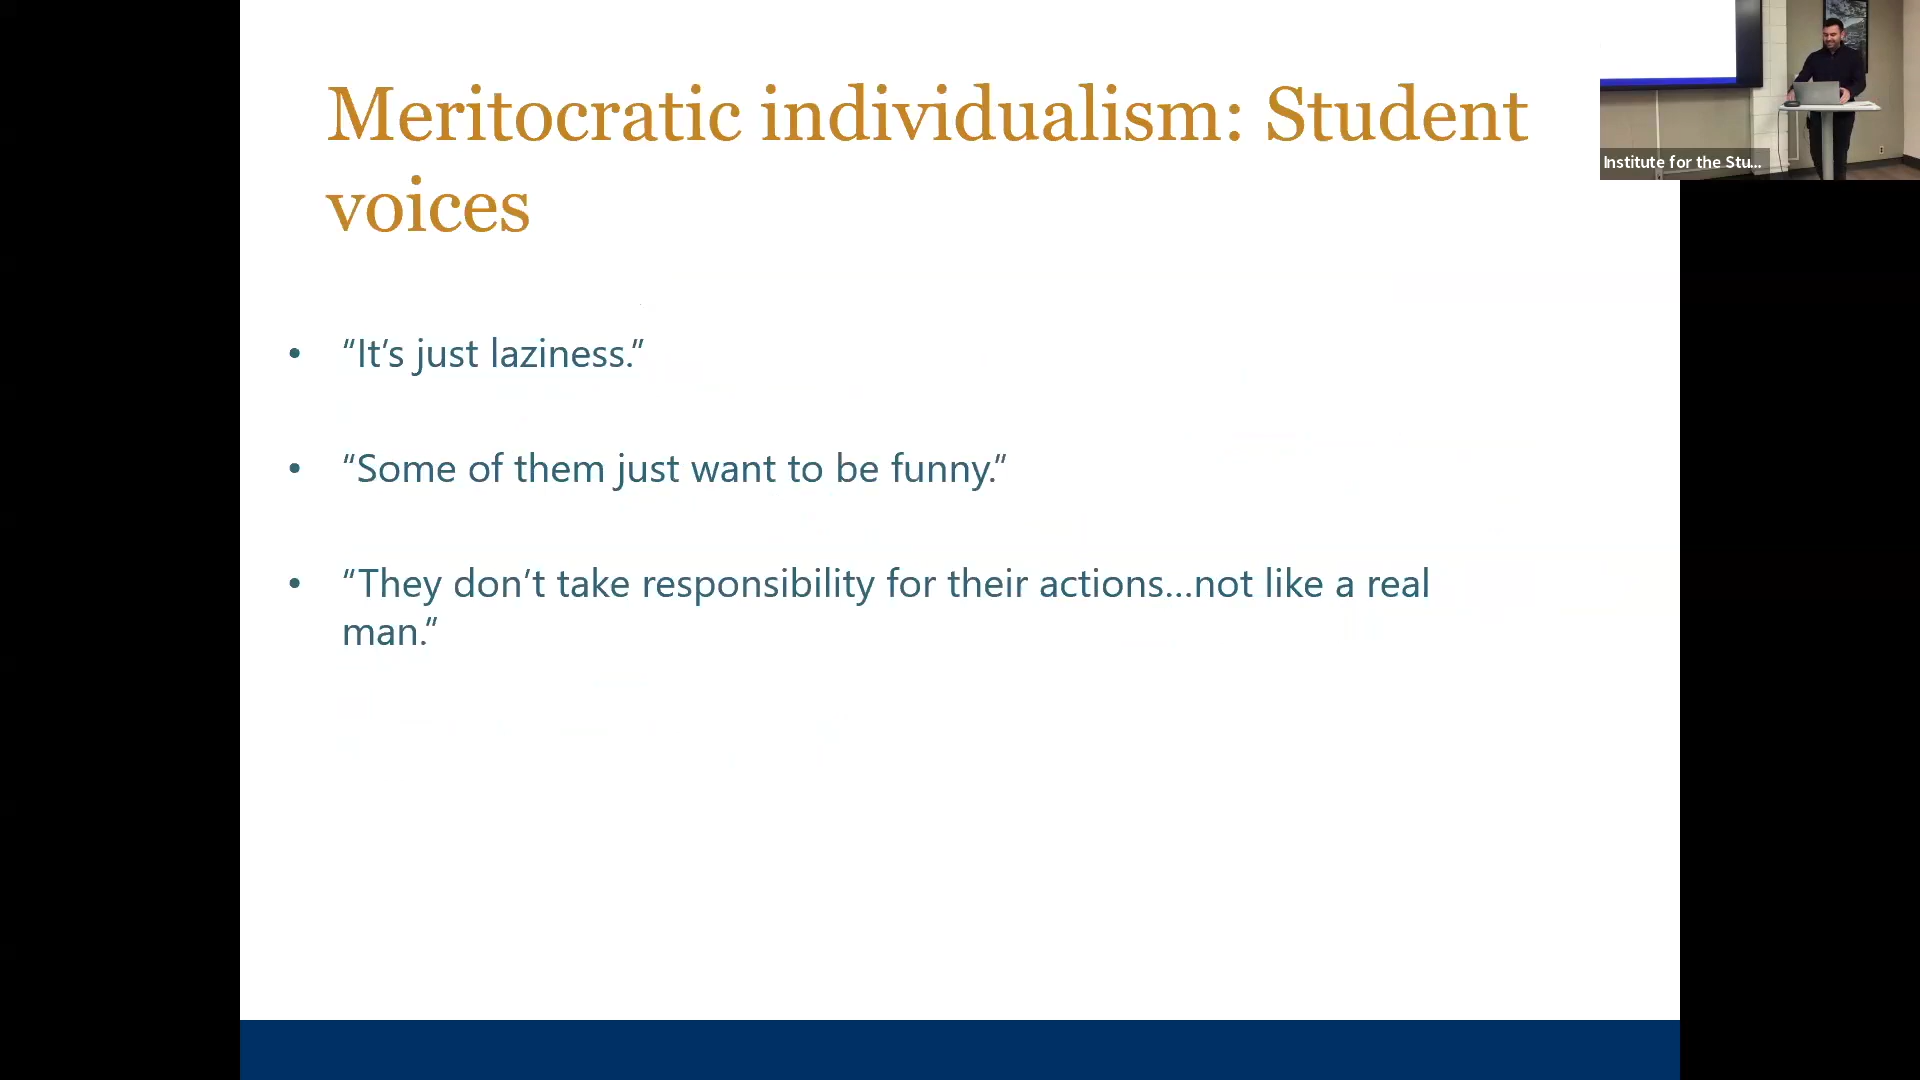 Meritocratic individualism: Student
voices
Institute for the Stu...
• “It’s just laziness.”
• “Some of them just want to be funny.”
• “They don’t take responsibility for their actions...not like a real
man.”